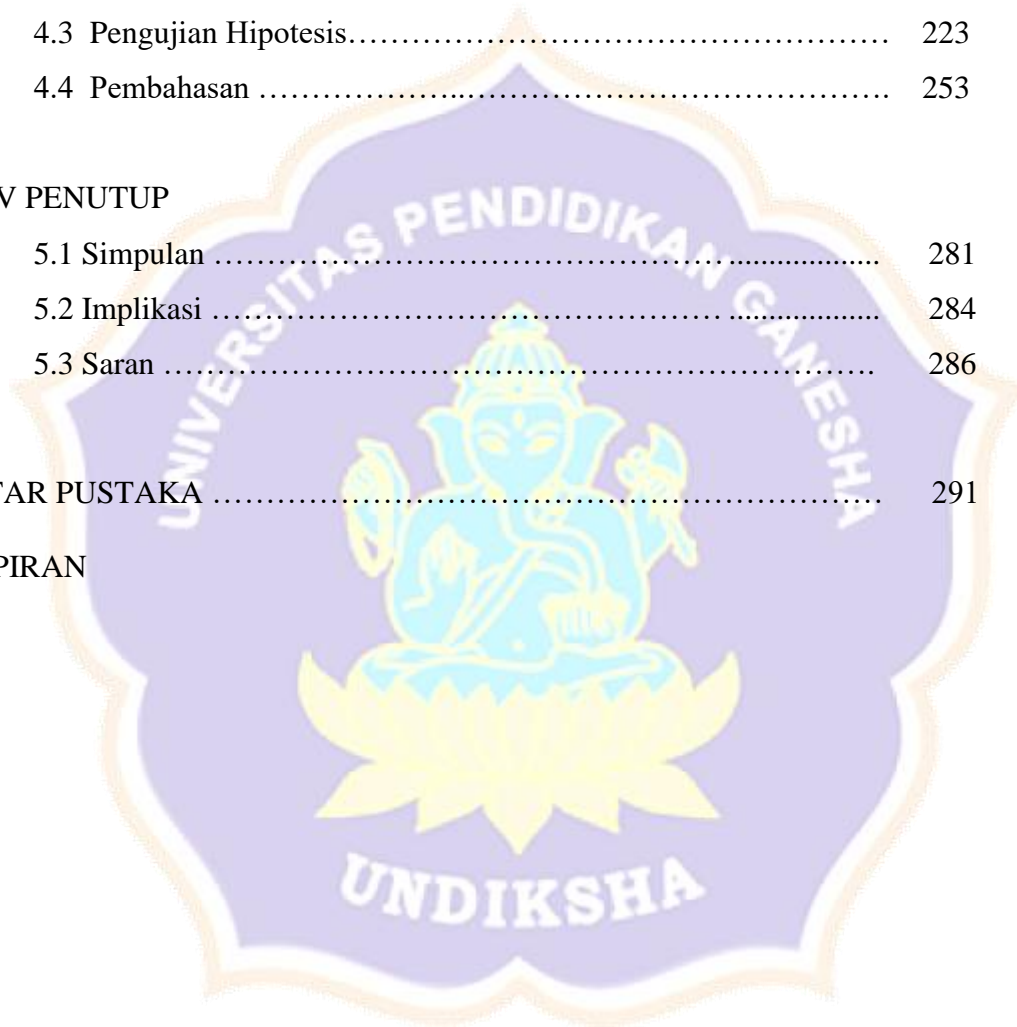 4.3 Pengujian Hipotesis……………………………………………. 223
4.4 Pembahasan ………………....……………………………………. 253
V PENUTUP
5.1 Simpulan ……………………………………………................... 281
5.2 Implikasi ………………………………………… ................... 284
5.3 Saran ……………………………………………………………. 286
TAR PUSTAKA …………………………………………………………… 291
PIRAN
UNIVERSITAS PENDIDIKAN GANESHA
UNDIKSHA